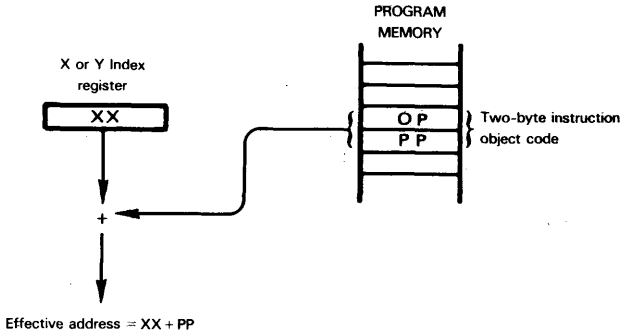 PROGRAM
MEMORY
X or Y Index
register
XX
OP
PP
Two-byte instruction
object code
+
Effective address = XX + PP